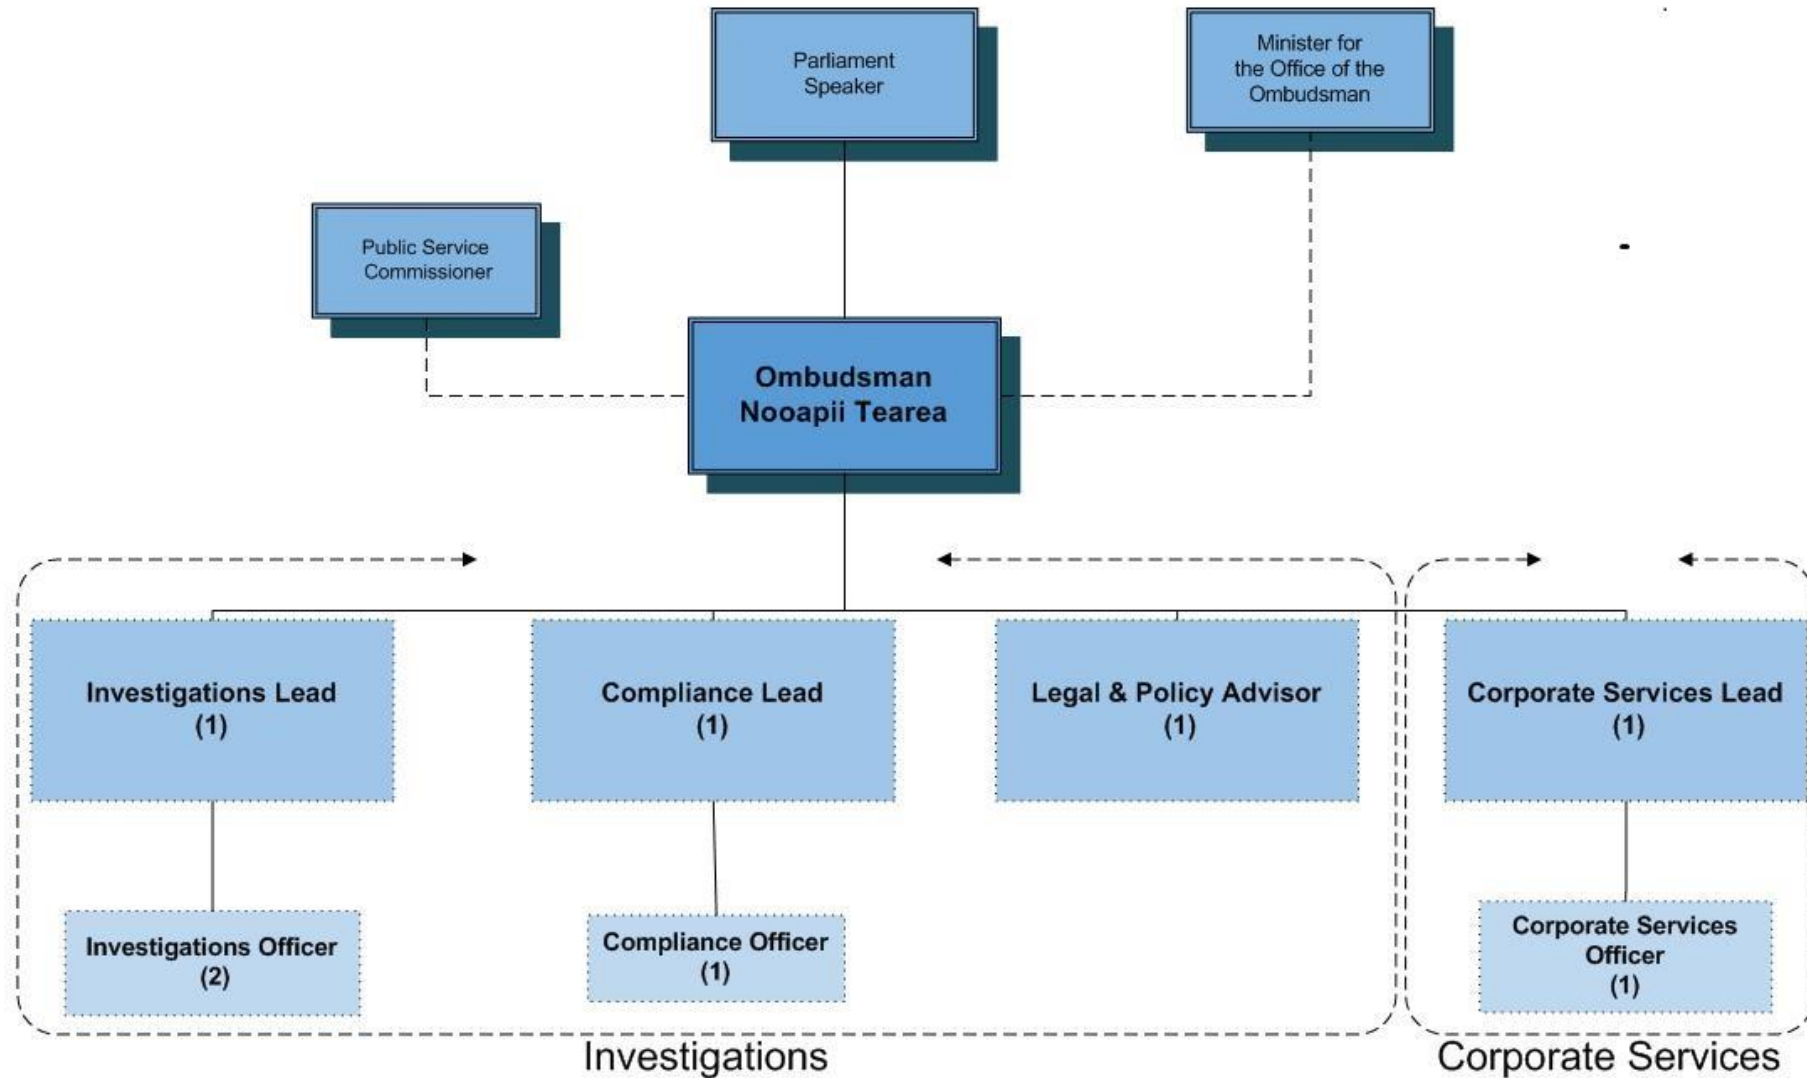 Parliament
Speaker
Minister for
the Office of the
Ombudsman
Public Service
Commissioner
Ombudsman
Nooapii Tearea
Investigations Lead
(1)
Compliance Lead
(1)
Legal & Policy Advisor
(1)
Corporate Services Lead
(1)
Investigations Officer
(2)
Compliance Officer
(1)
Corporate Services
Officer
(1)
Investigations
Corporate Services